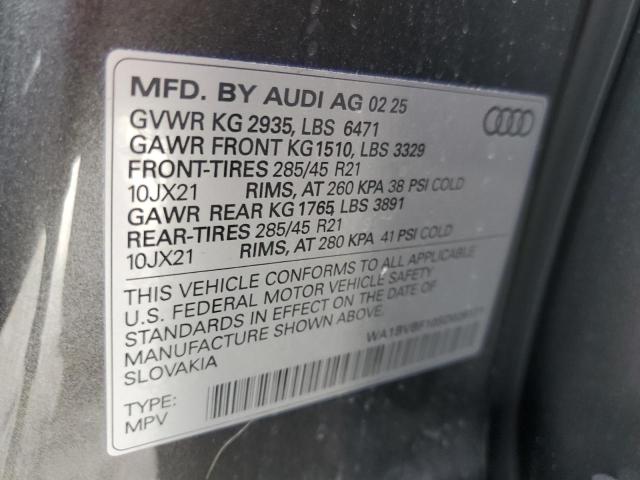 MFD. BY AUDI AG 02 25
GVWR KG 2935, LBS 6471
GAWR FRONT KG1510, LBS 3329
FRONT-TIRES 285/45 R21
10JX21 RIMS, AT 260 KPA 38 PSI COLD
GAWR REAR KG 1765, LBS 3891
REAR-TIRES 285/45 R21
10JX21 RIMS, AT 280 KPA 41 PSI COLD
THIS VEHICLE CONFORMS TO ALL APPLICABLE
U.S. FEDERAL MOTOR VEHICLE SAFETY
STANDARDS IN EFFECT ON THE DATE OF
MANUFACTURE SHOWN ABOVE.
SLOVAKIA
TYPE:
MPV